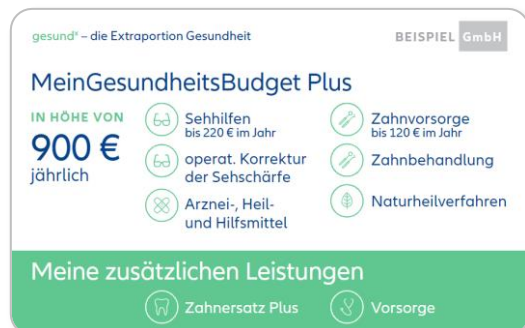 gesund⁺ – die Extraportion Gesundheit
BEISPIEL GmbH
MeinGesundheitsBudget Plus
IN HÖHE VON
900 €
jährlich
Sehhilfen
bis 220 € im Jahr
operat. Korrektur
der Sehschärfe
Arznei-, Heil-
und Hilfsmittel
Zahnvorsorge
bis 120 € im Jahr
Zahnbehandlung
Naturheilverfahren
Meine zusätzlichen Leistungen
Zahnersatz Plus
Vorsorge